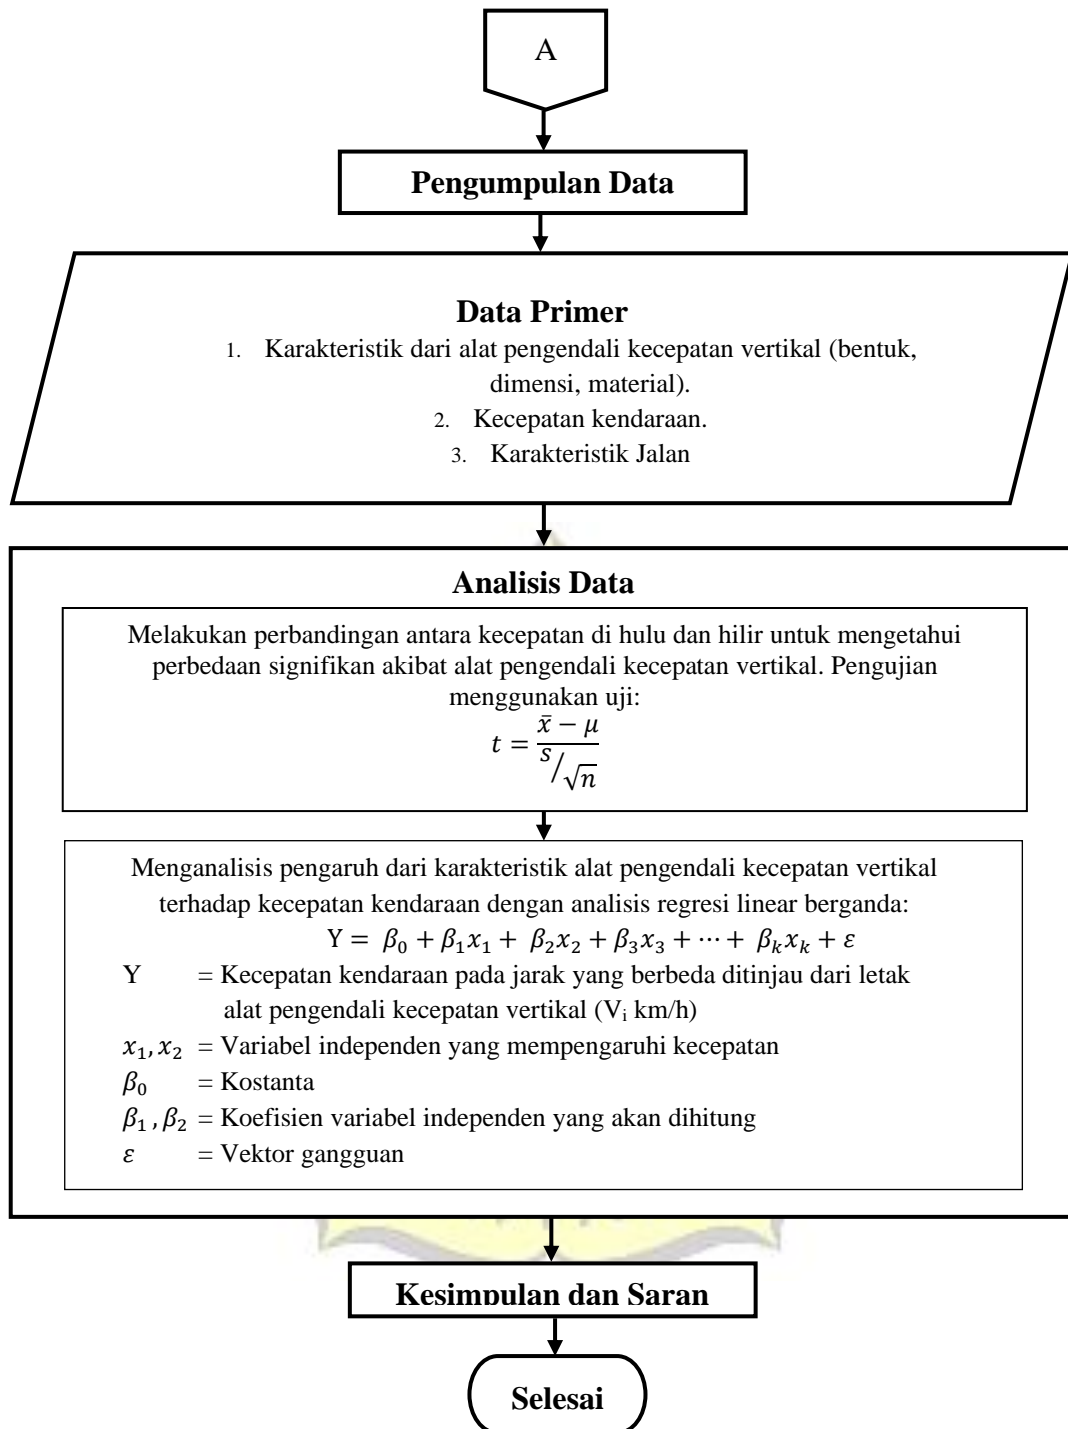 A
Pengumpulan Data
Data Primer
1. Karakteristik dari alat pengendali kecepatan vertikal (bentuk,
dimensi, material).
2. Kecepatan kendaraan.
3. Karakteristik Jalan
Analisis Data
Melakukan perbandingan antara kecepatan di hulu dan hilir untuk mengetahui
perbedaan signifikan akibat alat pengendali kecepatan vertikal. Pengujian
menggunakan uji:
t = (x̄ − μ) / (s/√n)
Menganalisis pengaruh dari karakteristik alat pengendali kecepatan vertikal
terhadap kecepatan kendaraan dengan analisis regresi linear berganda:
Y = β₀ + β₁x₁ + β₂x₂ + β₃x₃ + ⋯ + βₖxₖ + ε
Y = Kecepatan kendaraan pada jarak yang berbeda ditinjau dari letak
alat pengendali kecepatan vertikal (Vᵢ km/h)
x₁, x₂ = Variabel independen yang mempengaruhi kecepatan
β₀ = Kostanta
β₁, β₂ = Koefisien variabel independen yang akan dihitung
ε = Vektor gangguan
Kesimpulan dan Saran
Selesai